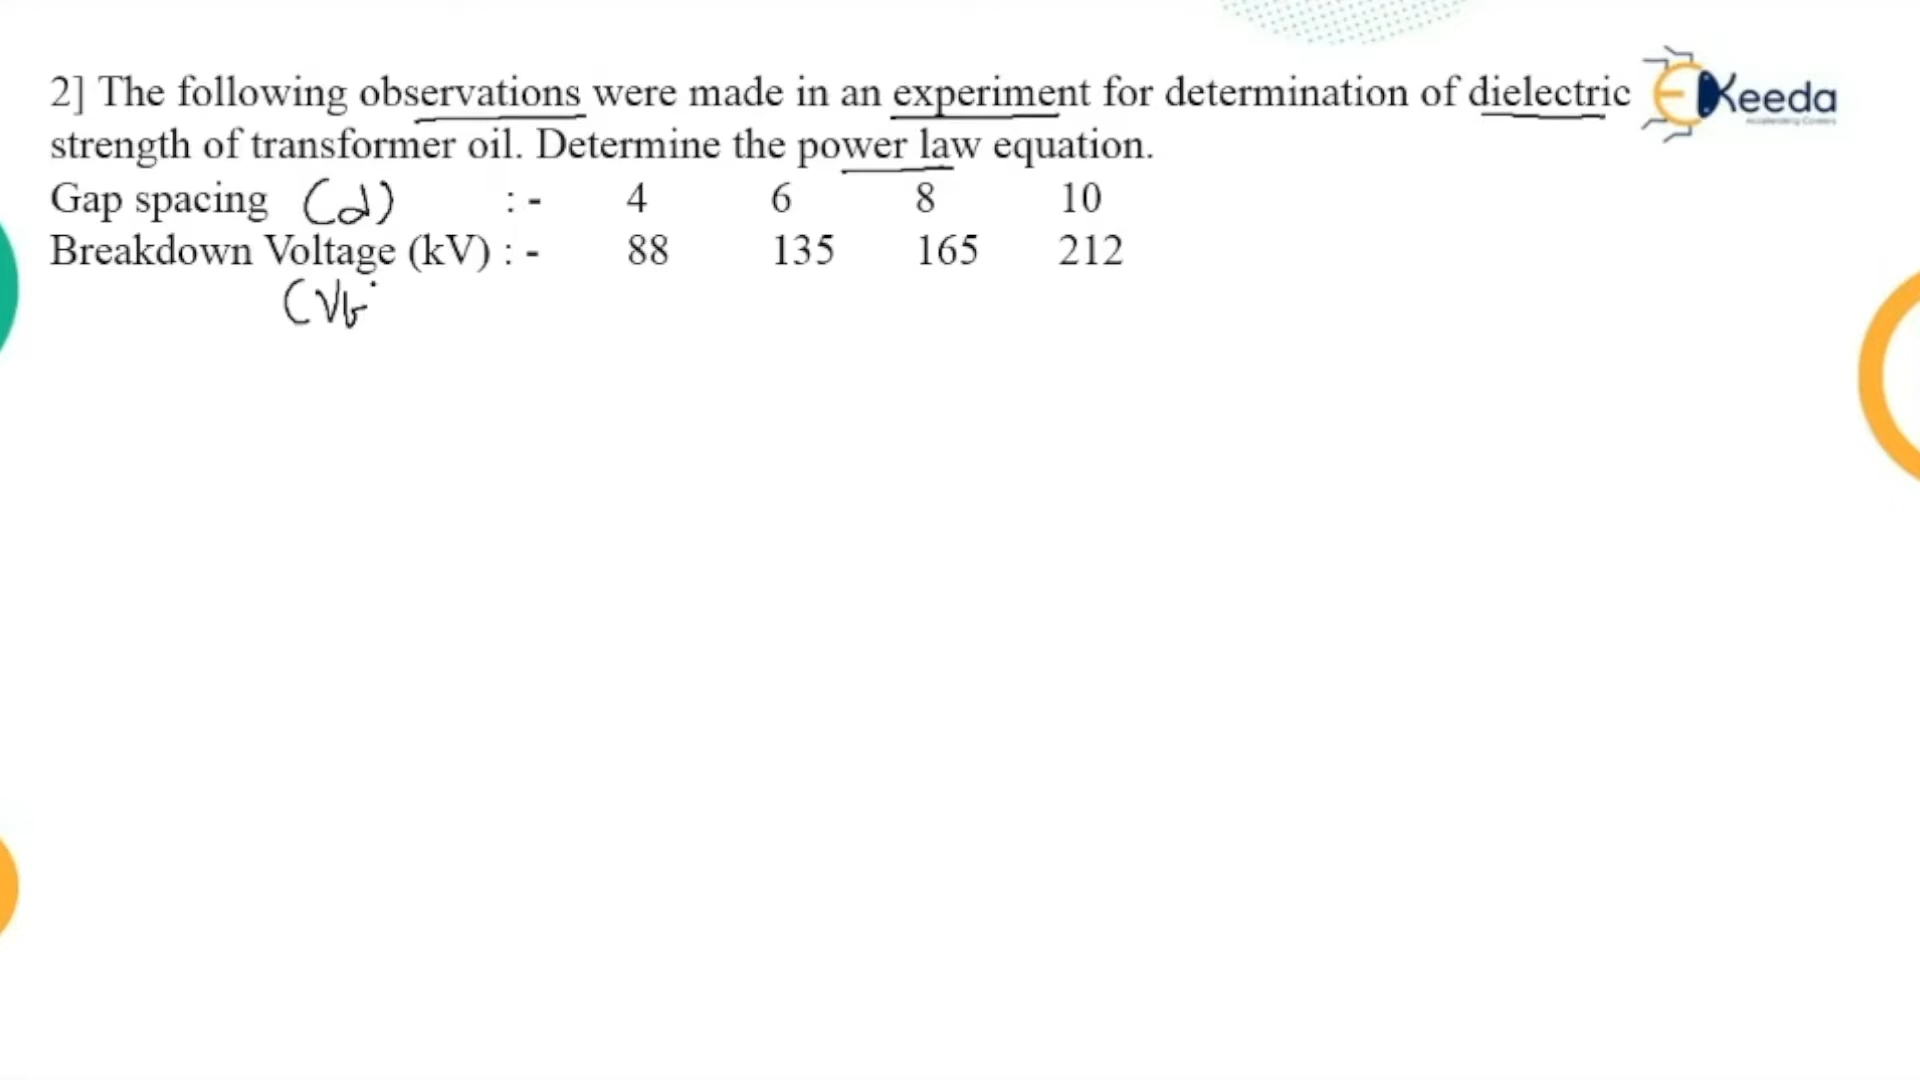 2] The following observations were made in an experiment for determination of dielectric
strength of transformer oil. Determine the power law equation.
Gap spacing (d) :- 4 6 8 10
Breakdown Voltage (kV) :- 88 135 165 212
(Vb
EKeeda